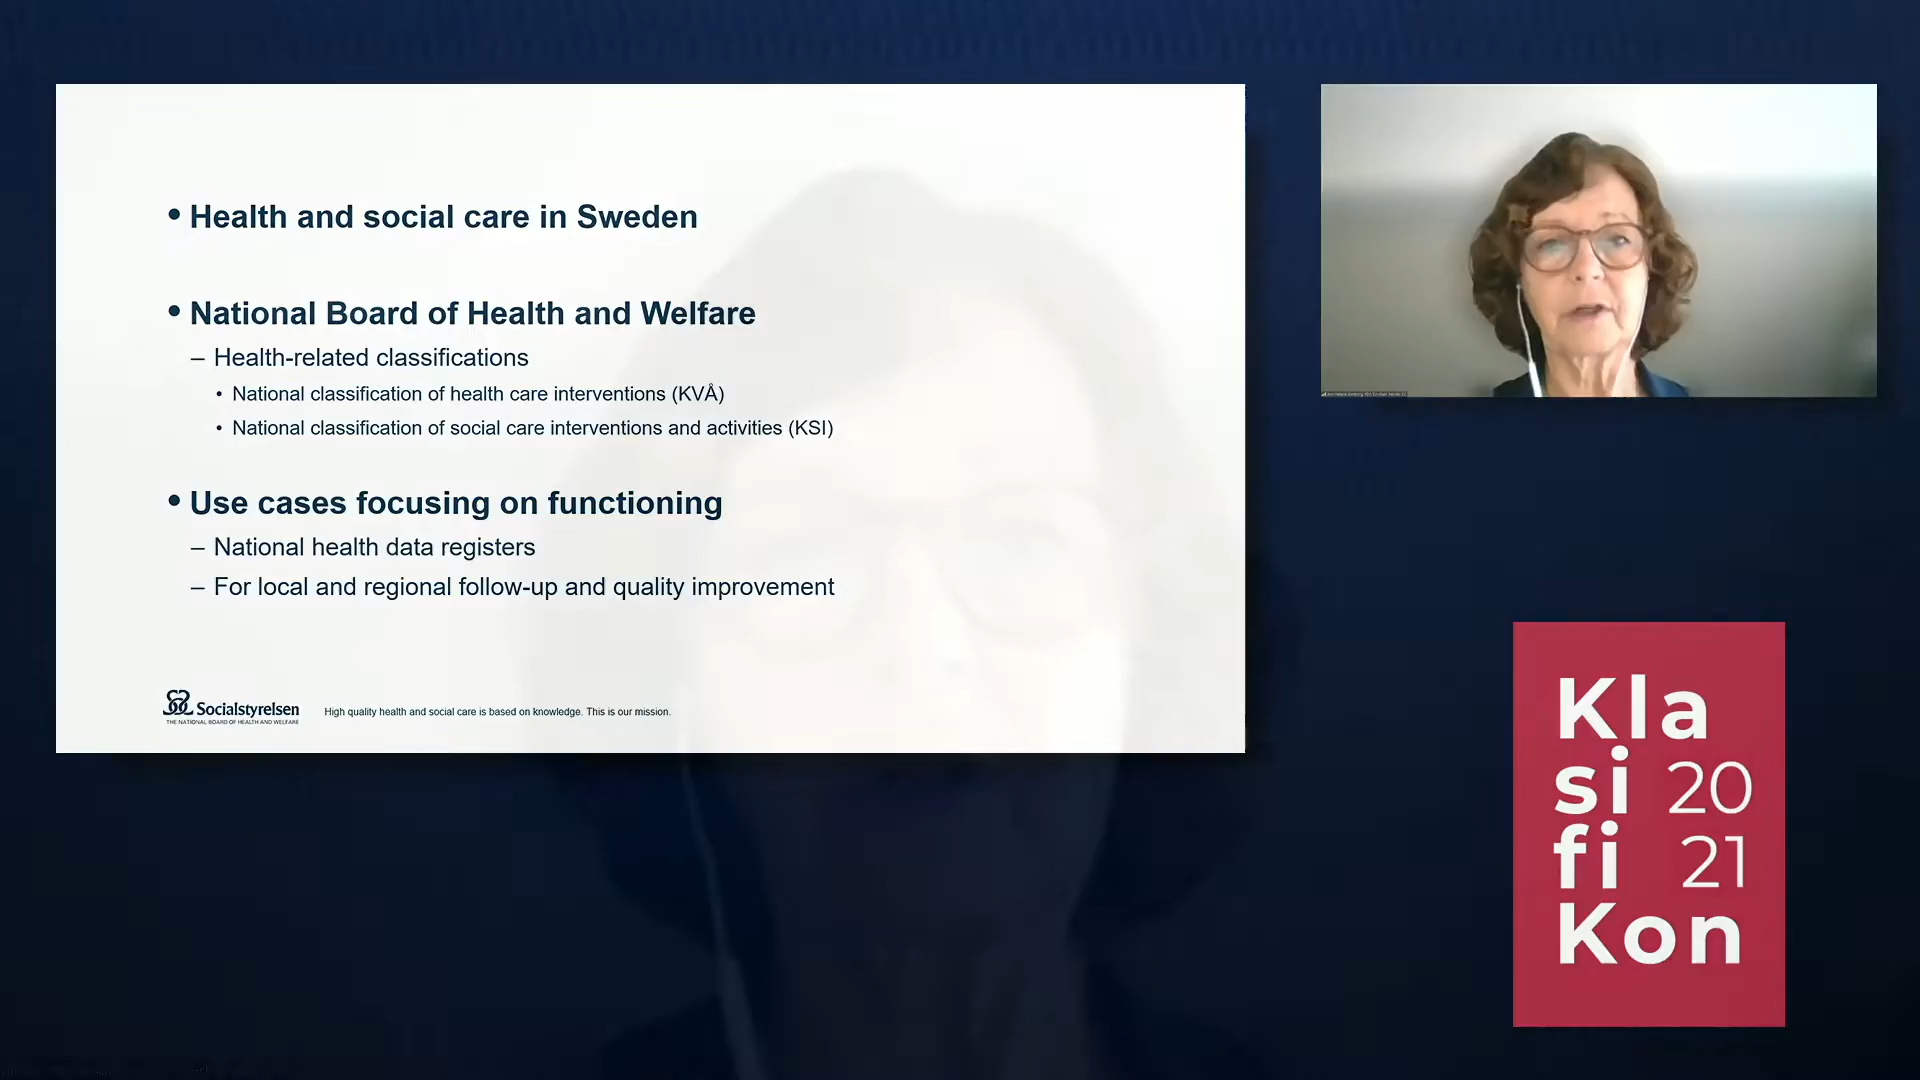 • Health and social care in Sweden
• National Board of Health and Welfare
– Health-related classifications
• National classification of health care interventions (KVÅ)
• National classification of social care interventions and activities (KSI)
• Use cases focusing on functioning
– National health data registers
– For local and regional follow-up and quality improvement
Socialstyrelsen
THE NATIONAL BOARD OF HEALTH AND WELFARE
High quality health and social care is based on knowledge. This is our mission.
Kla
si 20
fi 21
Kon